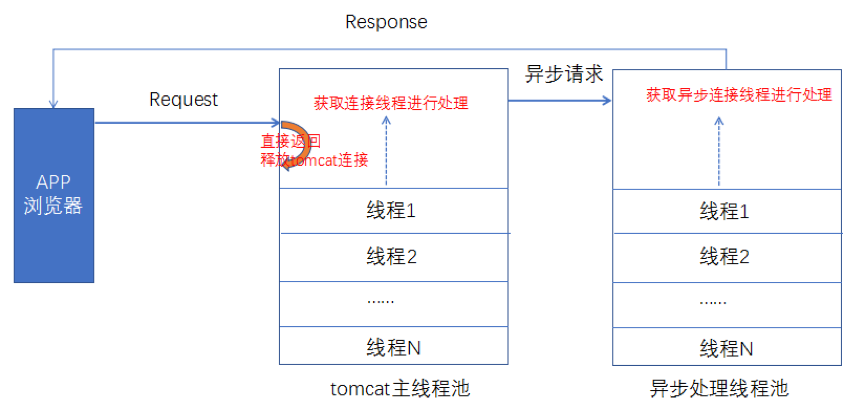 Response
Request
异步请求
获取连接线程进行处理
获取异步连接线程进行处理
直接返回
释放tomcat连接
APP
浏览器
线程1
线程2
......
线程N
tomcat主线程池
线程1
线程2
......
线程N
异步处理线程池